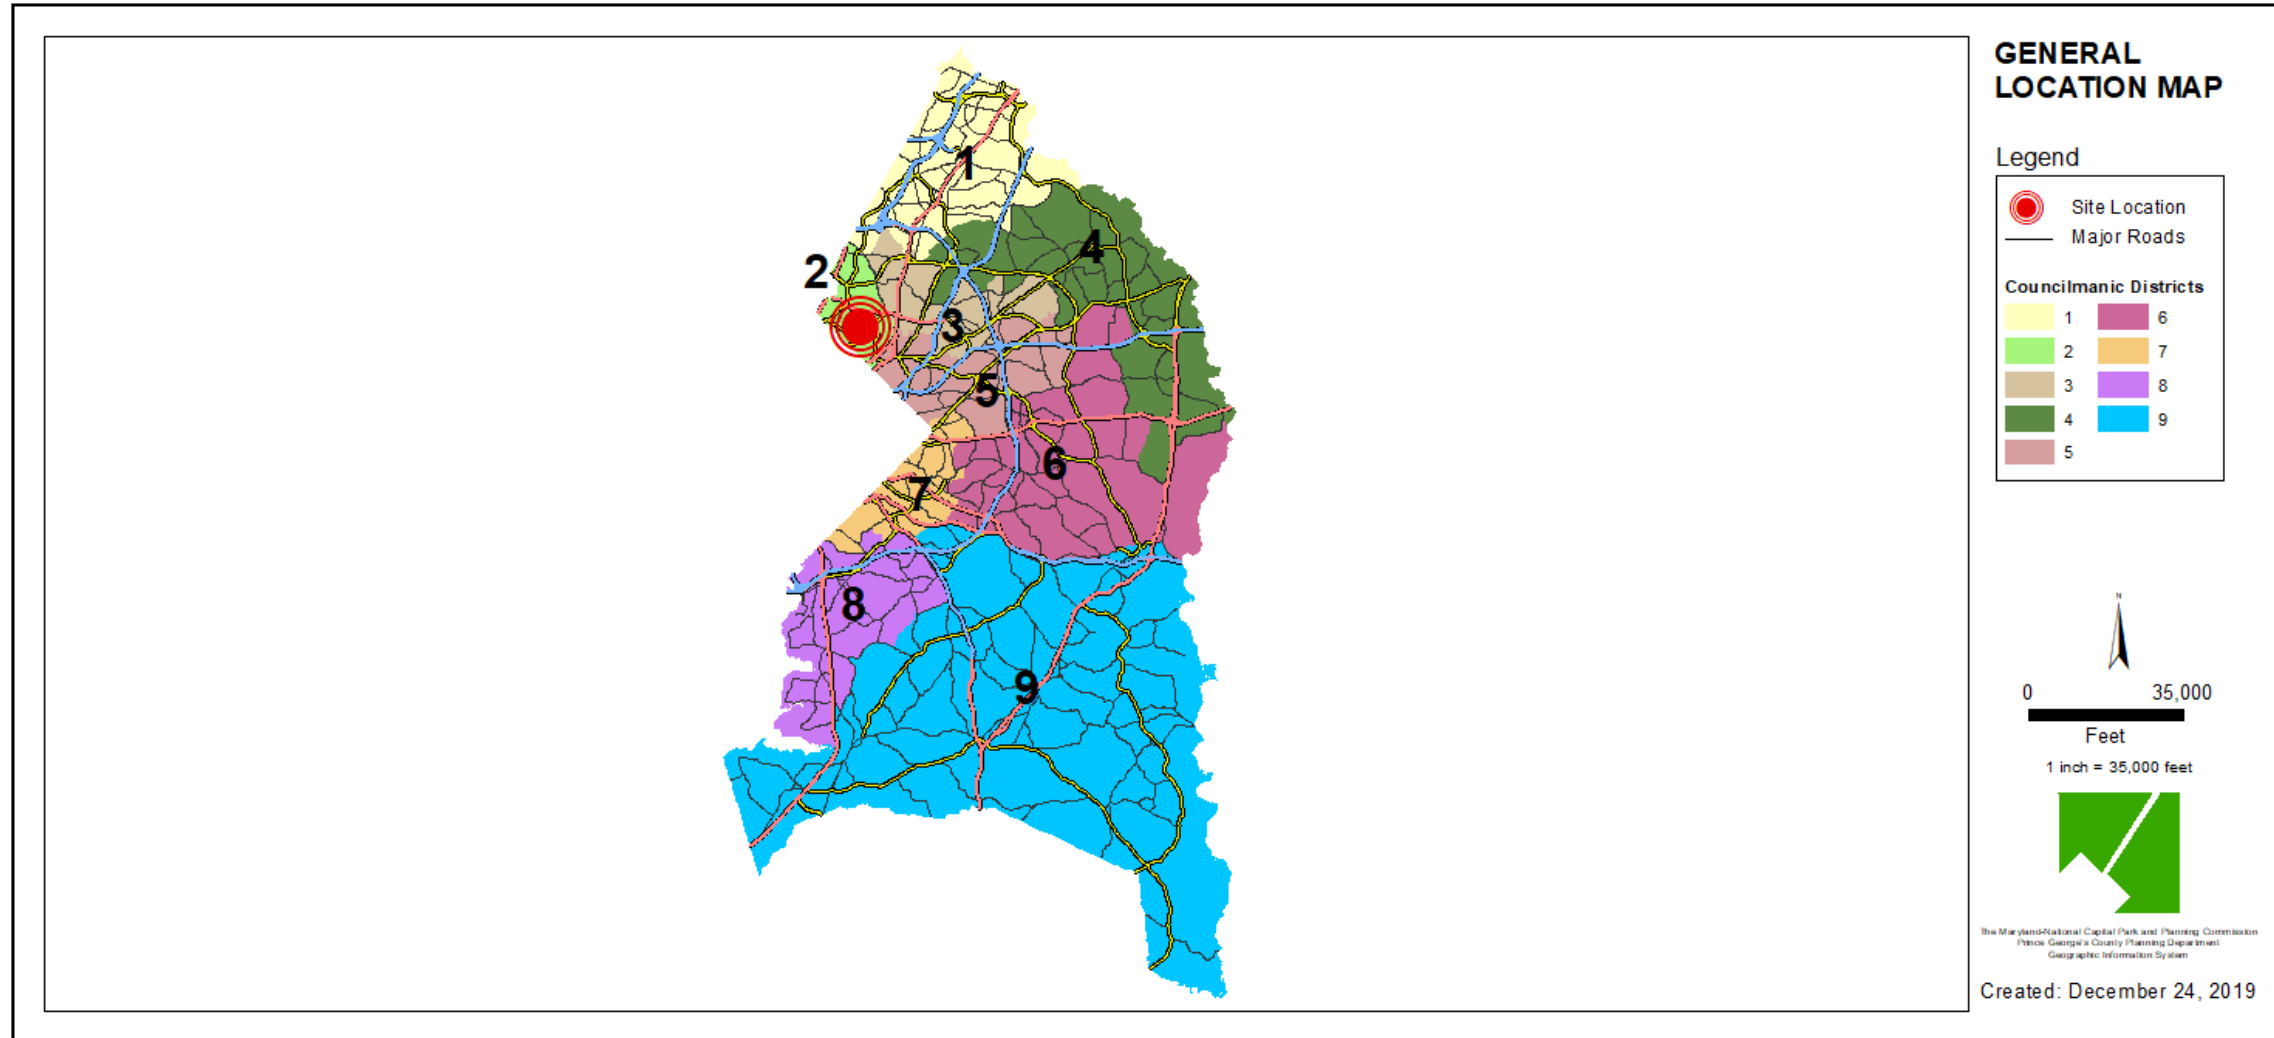 GENERAL
LOCATION MAP
Legend
Site Location
Major Roads
Councilmanic Districts
1 6
2 7
3 8
4 9
5
1
2
4
3
5
6
7
8
9
N
0 35,000
Feet
1 inch = 35,000 feet
The Maryland-National Capital Park and Planning Commission
Prince George's County Planning Department
Geographic Information System
Created: December 24, 2019